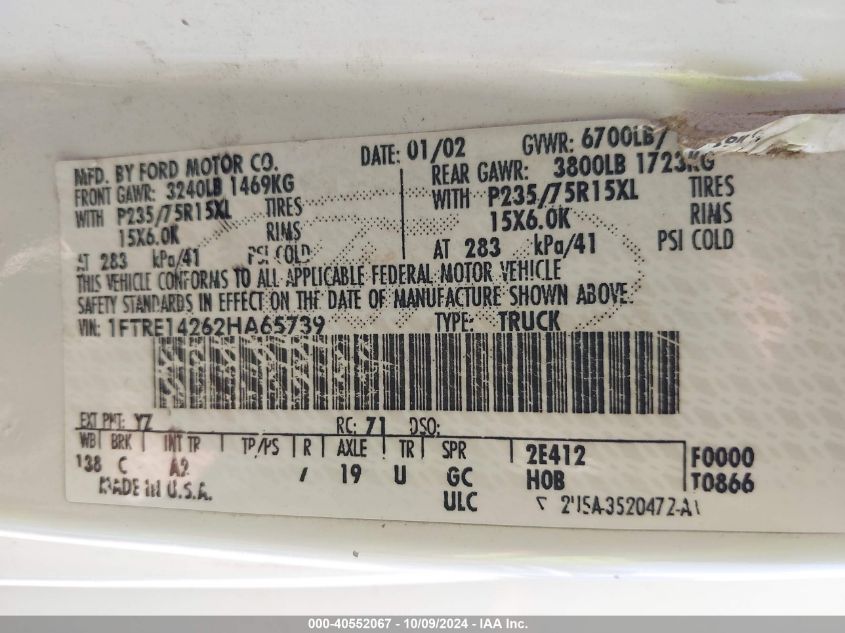 MFD. BY FORD MOTOR CO. DATE: 01/02 GVWR: 6700LB/
FRONT GAWR: 3240LB 1469KG REAR GAWR: 3800LB 1723KG
WITH P235/75R15XL TIRES WITH P235/75R15XL TIRES
15X6.0K RIMS 15X6.0K RIMS
AT 283 kPa/41 PSI COLD AT 283 kPa/41 PSI COLD
THIS VEHICLE CONFORMS TO ALL APPLICABLE FEDERAL MOTOR VEHICLE
SAFETY STANDARDS IN EFFECT ON THE DATE OF MANUFACTURE SHOWN ABOVE.
VIN: 1FTRE14262HA65739 TYPE: TRUCK
EXT PNT: YZ RC: 71 DSO:
WB BRK INT TR TP/PS R AXLE TR SPR 2E412 F0000
138 C A2 / 19 U GC HOB T0866
MADE IN U.S.A. ULC
000-40552067 - 10/09/2024 - IAA Inc.